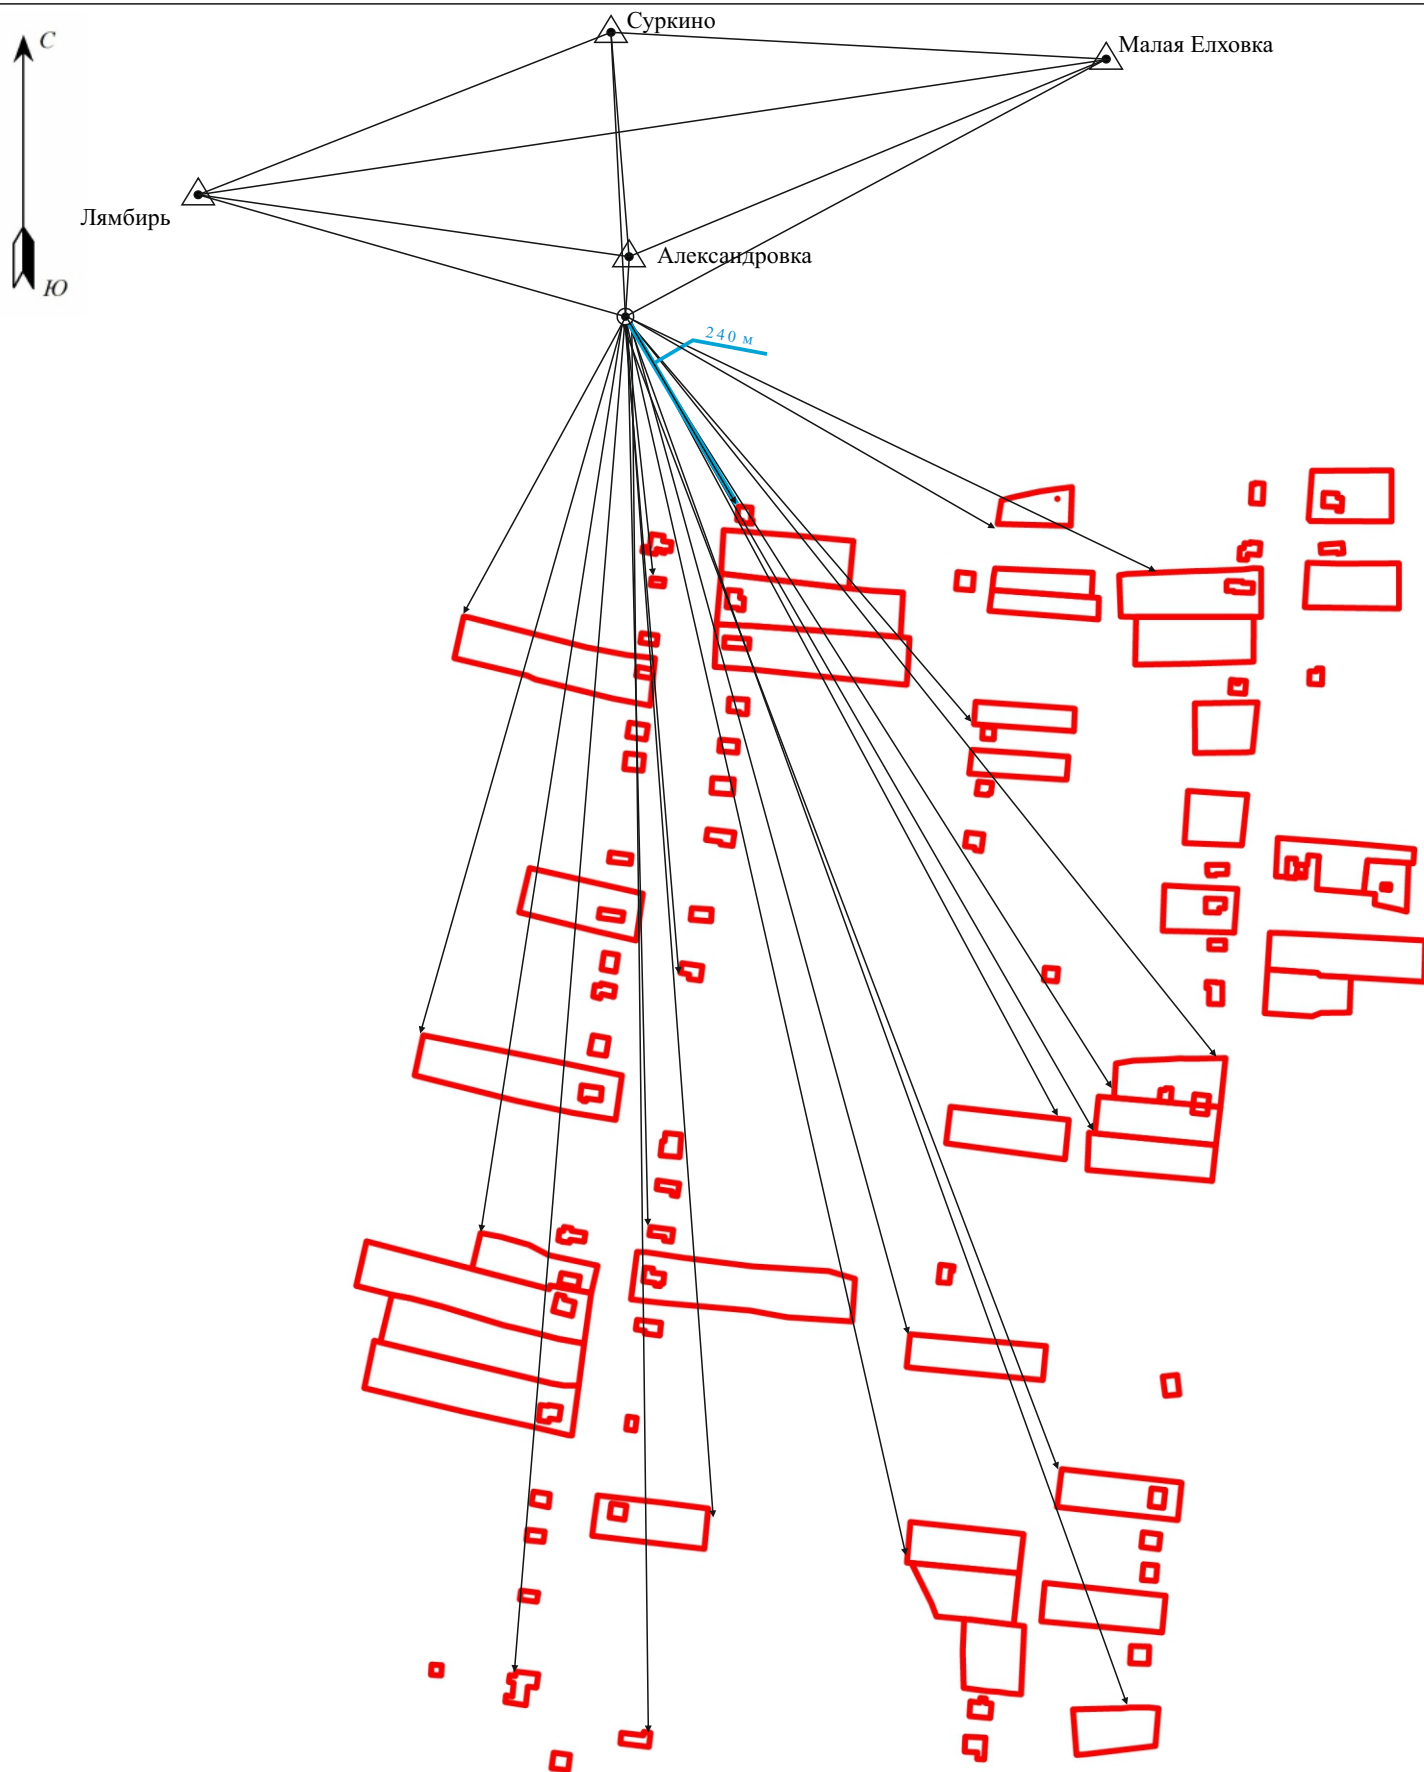 Суркино
С
Малая Елховка
Лямбирь
Александровка
Ю
240 м